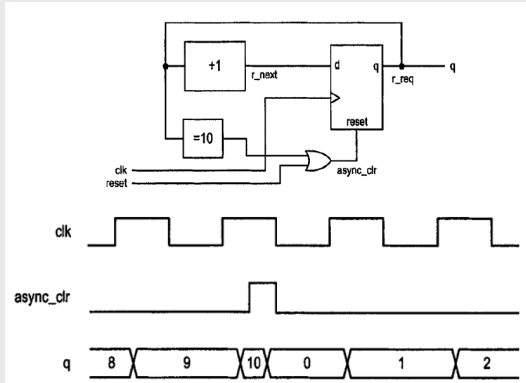 +1
r_next
d
q
r_req
q
reset
=10
clk
reset
async_clr
clk
async_clr
q
8
9
10
0
1
2